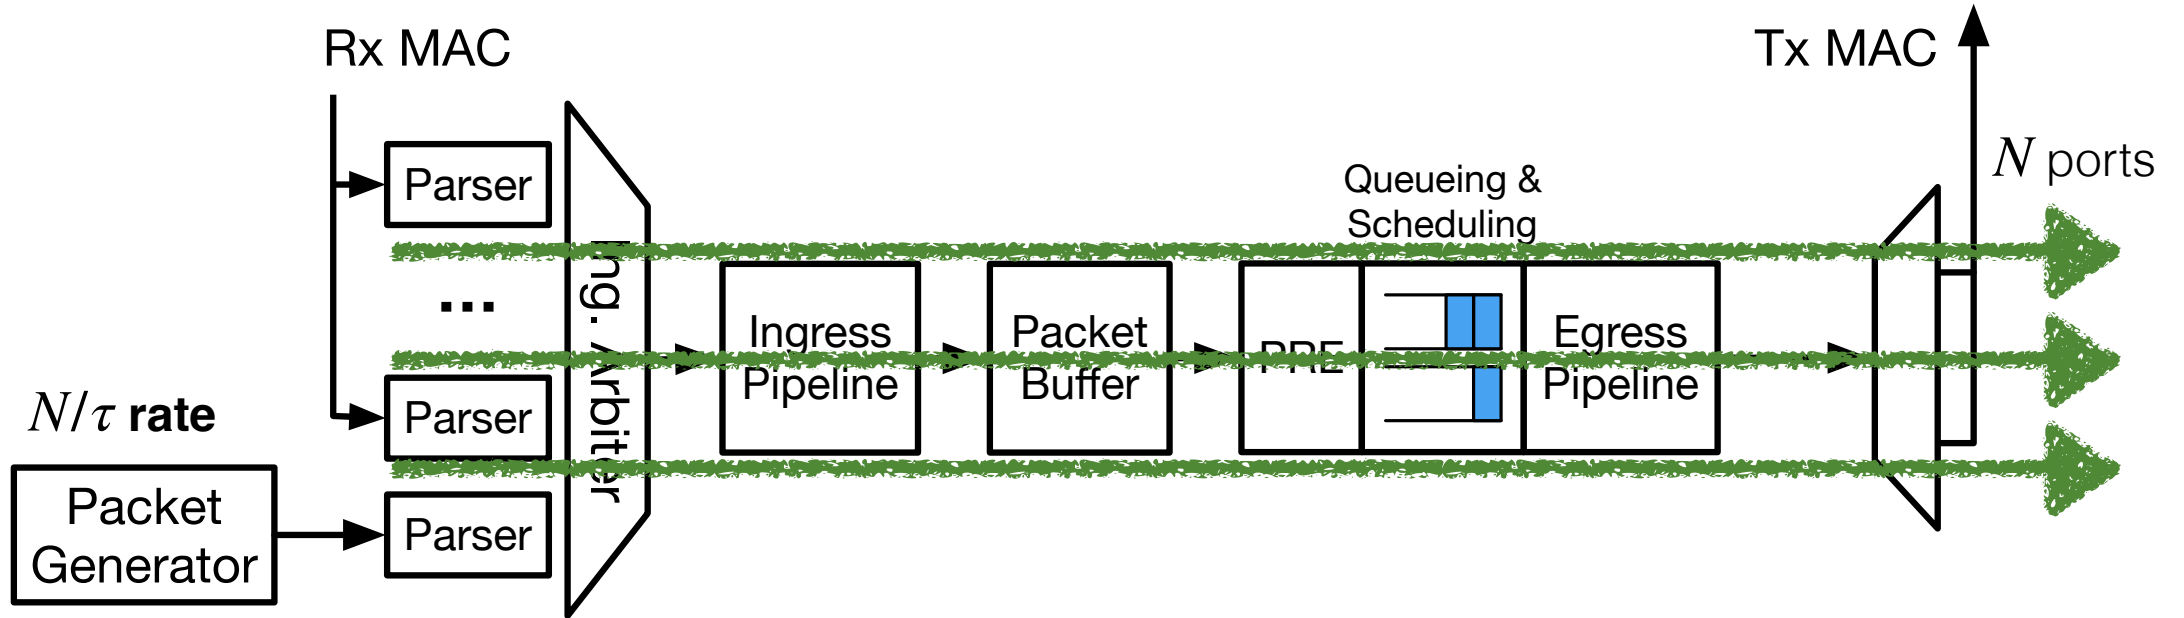 Rx MAC
Tx MAC
N ports
Parser
Queueing &
Scheduling
...
Ing. Arbiter
Ingress
Pipeline
Packet
Buffer
PRE
Egress
Pipeline
N/τ rate
Parser
Packet
Generator
Parser